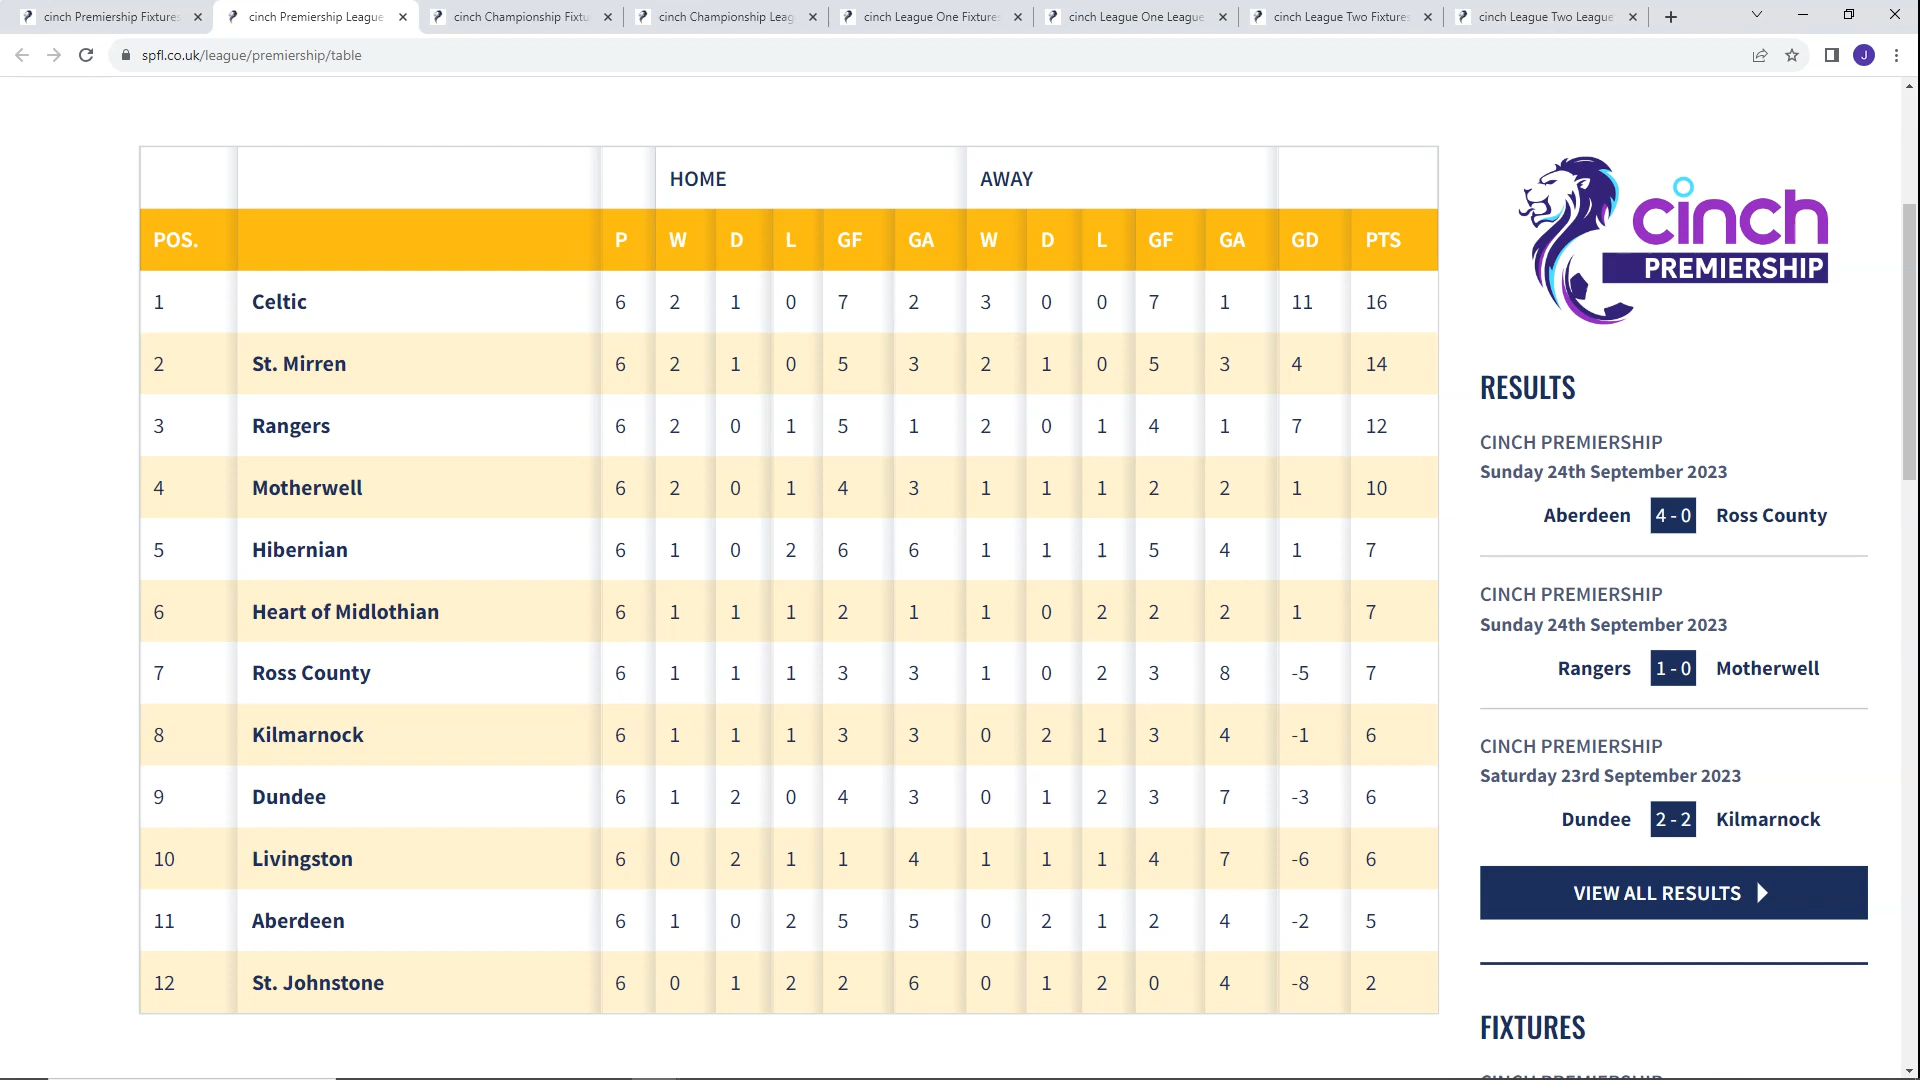 cinch Premiership Fixtures
cinch Premiership League
cinch Championship Fixtu
cinch Championship Leag
cinch League One Fixtures
cinch League One League
cinch League Two Fixtures
cinch League Two League
spfl.co.uk/league/premiership/table
J
HOME AWAY
POS. P W D L GF GA W D L GF GA GD PTS
1 Celtic 6 2 1 0 7 2 3 0 0 7 1 11 16
2 St. Mirren 6 2 1 0 5 3 2 1 0 5 3 4 14
3 Rangers 6 2 0 1 5 1 2 0 1 4 1 7 12
4 Motherwell 6 2 0 1 4 3 1 1 1 2 2 1 10
5 Hibernian 6 1 0 2 6 6 1 1 1 5 4 1 7
6 Heart of Midlothian 6 1 1 1 2 1 1 0 2 2 2 1 7
7 Ross County 6 1 1 1 3 3 1 0 2 3 8 -5 7
8 Kilmarnock 6 1 1 1 3 3 0 2 1 3 4 -1 6
9 Dundee 6 1 2 0 4 3 0 1 2 3 7 -3 6
10 Livingston 6 0 2 1 1 4 1 1 1 4 7 -6 6
11 Aberdeen 6 1 0 2 5 5 0 2 1 2 4 -2 5
12 St. Johnstone 6 0 1 2 2 6 0 1 2 0 4 -8 2
cinch
PREMIERSHIP
RESULTS
CINCH PREMIERSHIP
Sunday 24th September 2023
Aberdeen 4 - 0 Ross County
CINCH PREMIERSHIP
Sunday 24th September 2023
Rangers 1 - 0 Motherwell
CINCH PREMIERSHIP
Saturday 23rd September 2023
Dundee 2 - 2 Kilmarnock
VIEW ALL RESULTS
FIXTURES